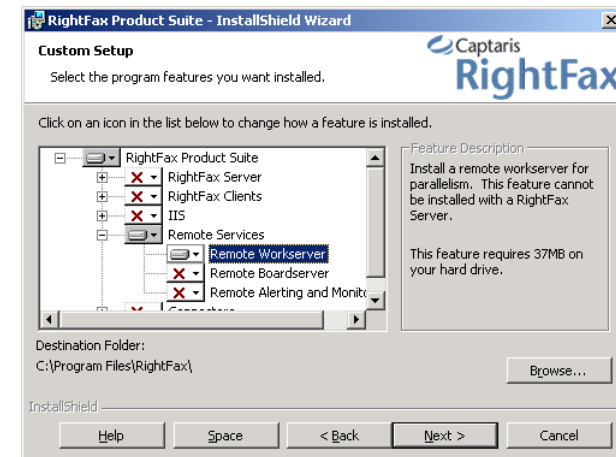 RightFax Product Suite - InstallShield Wizard
Custom Setup
Select the program features you want installed.
Captaris
RightFax
Click on an icon in the list below to change how a feature is installed.
RightFax Product Suite
RightFax Server
RightFax Clients
IIS
Remote Services
Remote Workserver
Remote Boardserver
Remote Alerting and Monito
Connectors
Feature Description
Install a remote workserver for
parallelism. This feature cannot
be installed with a RightFax
Server.
This feature requires 37MB on
your hard drive.
Destination Folder:
C:\Program Files\RightFax\
Browse...
InstallShield
Help
Space
< Back
Next >
Cancel